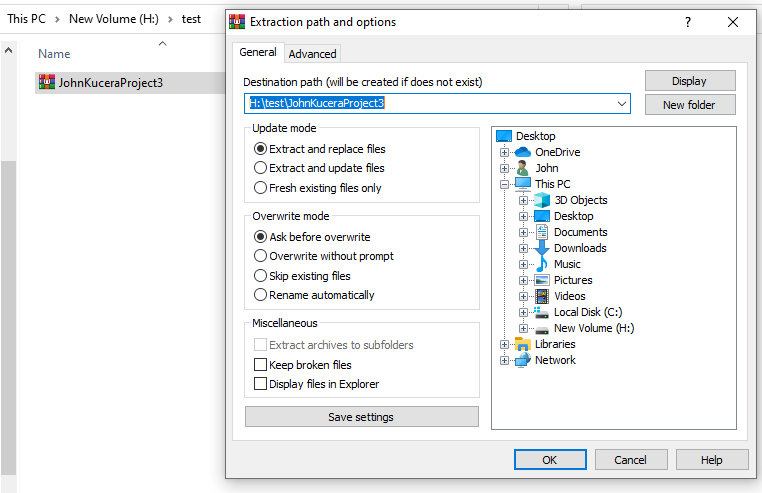 This PC > New Volume (H:) > test
Name
JohnKuceraProject3
Extraction path and options
?
General
Advanced
Destination path (will be created if does not exist)
H:\test\JohnKuceraProject3
Display
New folder
Update mode
Extract and replace files
Extract and update files
Fresh existing files only
Overwrite mode
Ask before overwrite
Overwrite without prompt
Skip existing files
Rename automatically
Miscellaneous
Extract archives to subfolders
Keep broken files
Display files in Explorer
Save settings
Desktop
OneDrive
John
This PC
3D Objects
Desktop
Documents
Downloads
Music
Pictures
Videos
Local Disk (C:)
New Volume (H:)
Libraries
Network
OK
Cancel
Help